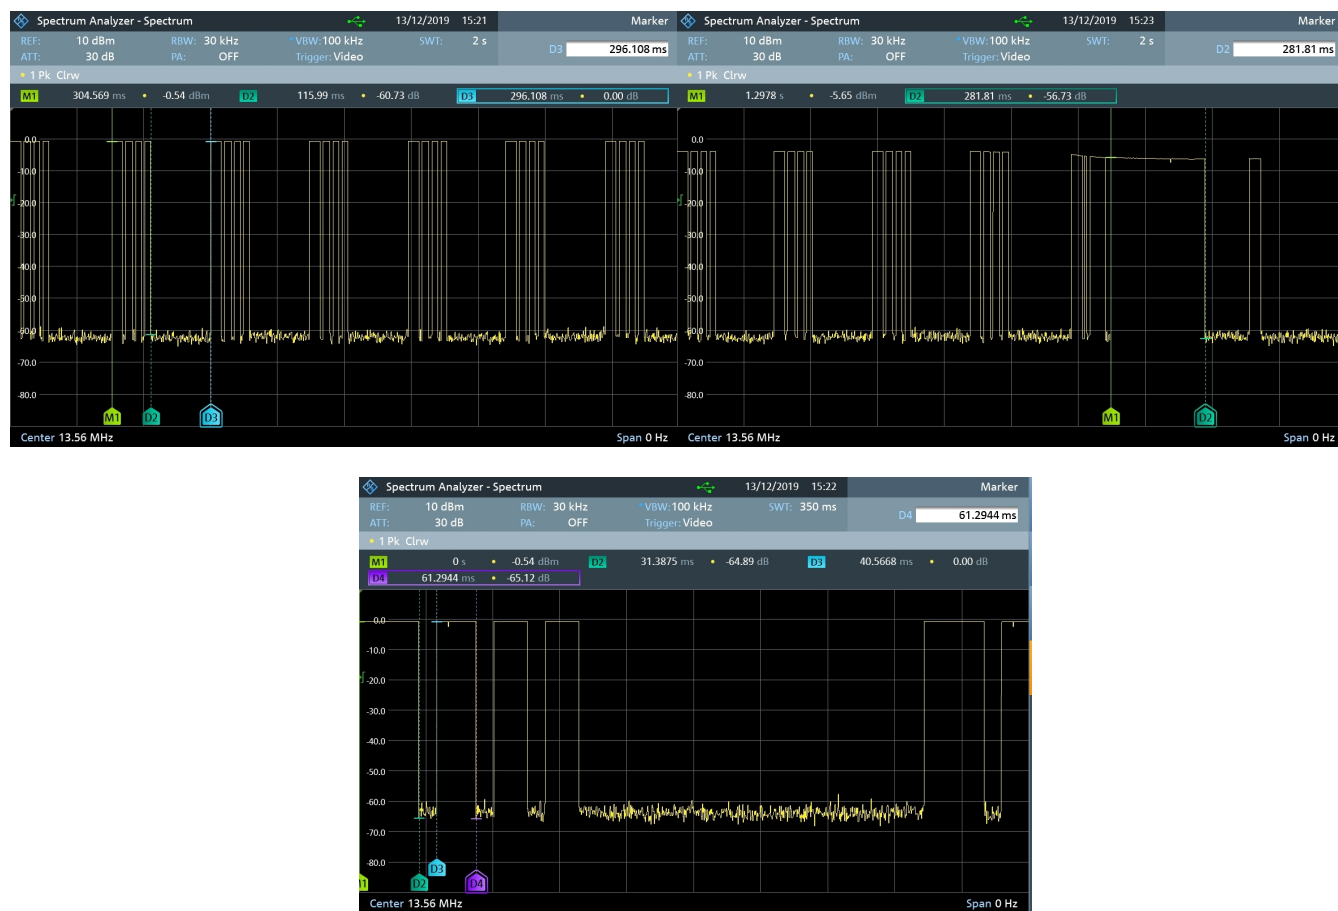 Spectrum Analyzer - Spectrum 13/12/2019 15:21 Marker
REF: 10 dBm RBW: 30 kHz *VBW: 100 kHz SWT: 2 s D3 296.108 ms
ATT: 30 dB PA: OFF Trigger: Video
• 1 Pk Clrw
M1 304.569 ms • -0.54 dBm D2 115.99 ms • -60.73 dB D3 296.108 ms • 0.00 dB
0.0
-10.0
-20.0
-30.0
-40.0
-50.0
-60.0
-70.0
-80.0
M1 D2 D3
Center 13.56 MHz Span 0 Hz
Spectrum Analyzer - Spectrum 13/12/2019 15:23 Marker
REF: 10 dBm RBW: 30 kHz *VBW: 100 kHz SWT: 2 s D2 281.81 ms
ATT: 30 dB PA: OFF Trigger: Video
• 1 Pk Clrw
M1 1.2978 s • -5.65 dBm D2 281.81 ms • -56.73 dB
0.0
-10.0
-20.0
-30.0
-40.0
-50.0
-60.0
-70.0
-80.0
M1 D2
Center 13.56 MHz Span 0 Hz
Spectrum Analyzer - Spectrum 13/12/2019 15:22 Marker
REF: 10 dBm RBW: 30 kHz *VBW: 100 kHz SWT: 350 ms D4 61.2944 ms
ATT: 30 dB PA: OFF Trigger: Video
• 1 Pk Clrw
M1 0 s • -0.54 dBm D2 31.3875 ms • -64.89 dB D3 40.5668 ms • 0.00 dB
D4 61.2944 ms • -65.12 dB
0.0
-10.0
-20.0
-30.0
-40.0
-50.0
-60.0
-70.0
-80.0
D3
D2 D4
Center 13.56 MHz Span 0 Hz